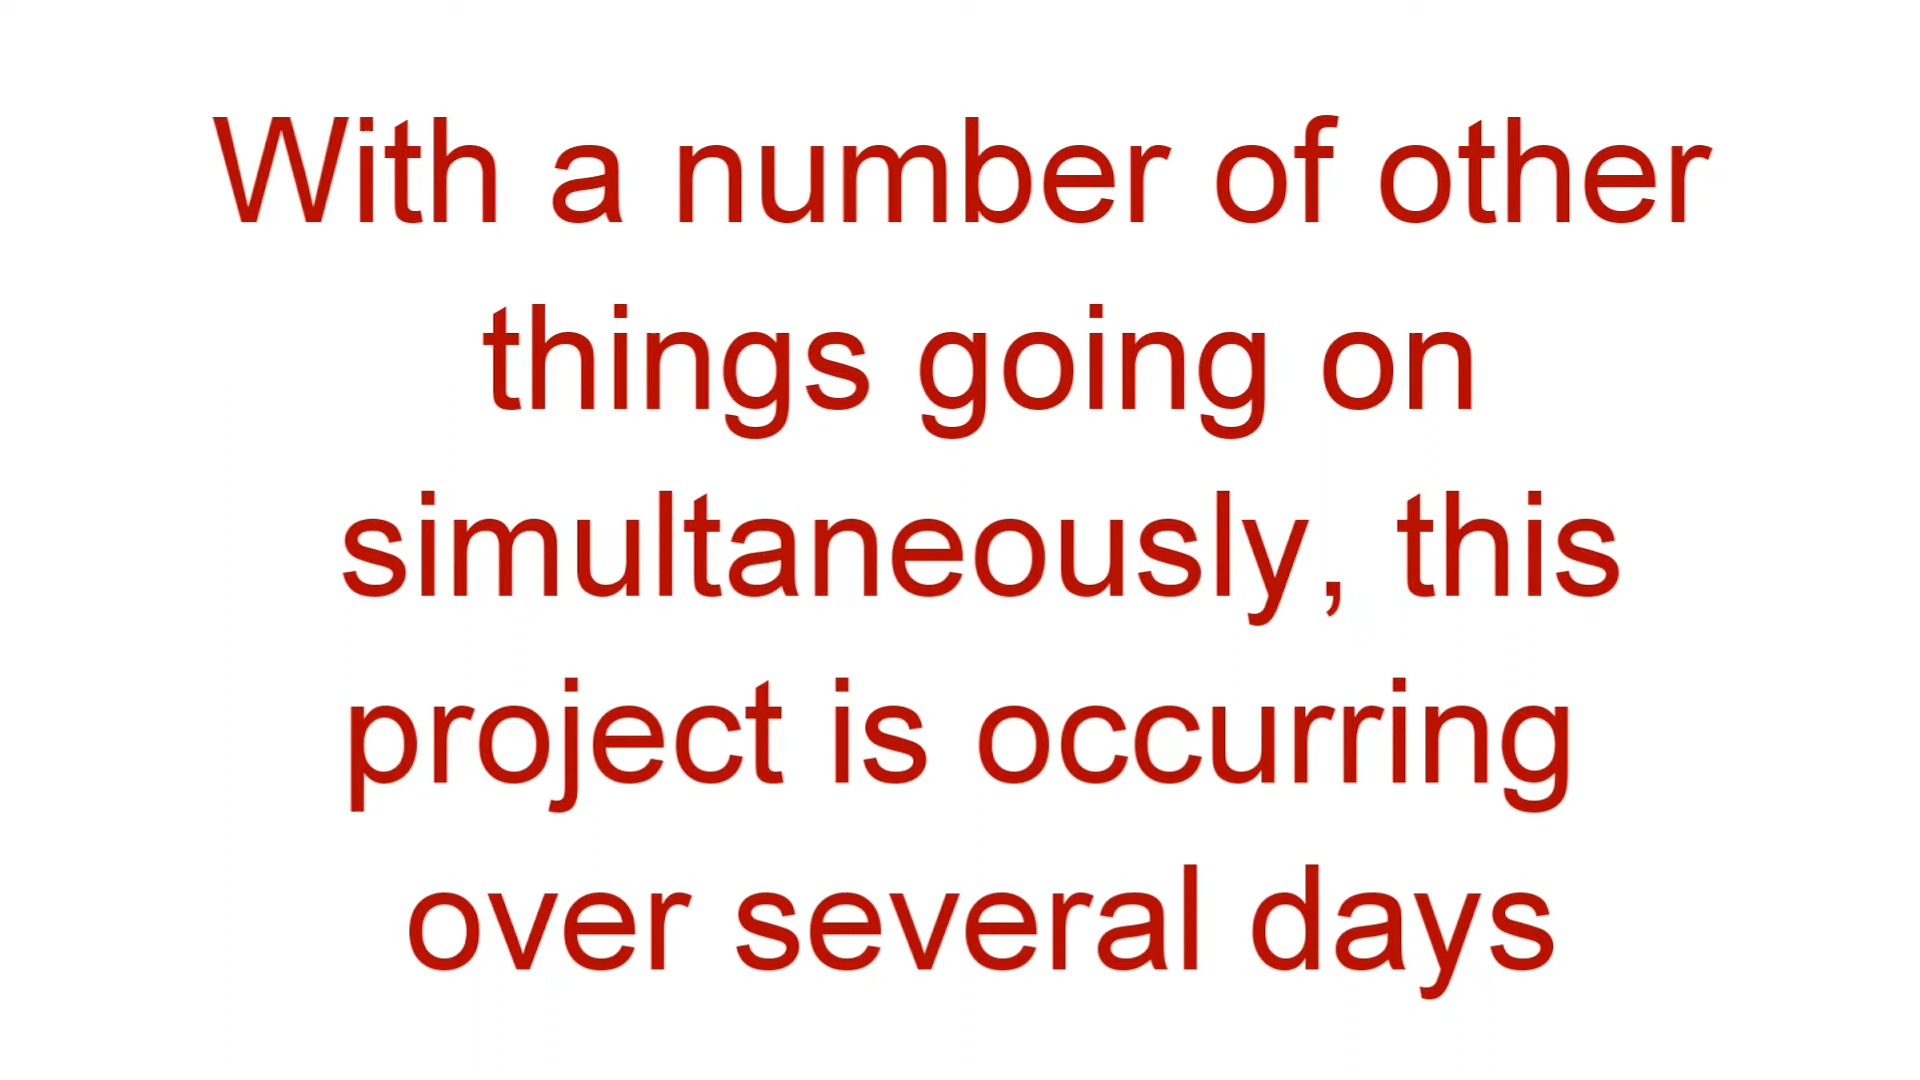 With a number of other
things going on
simultaneously, this
project is occurring
over several days